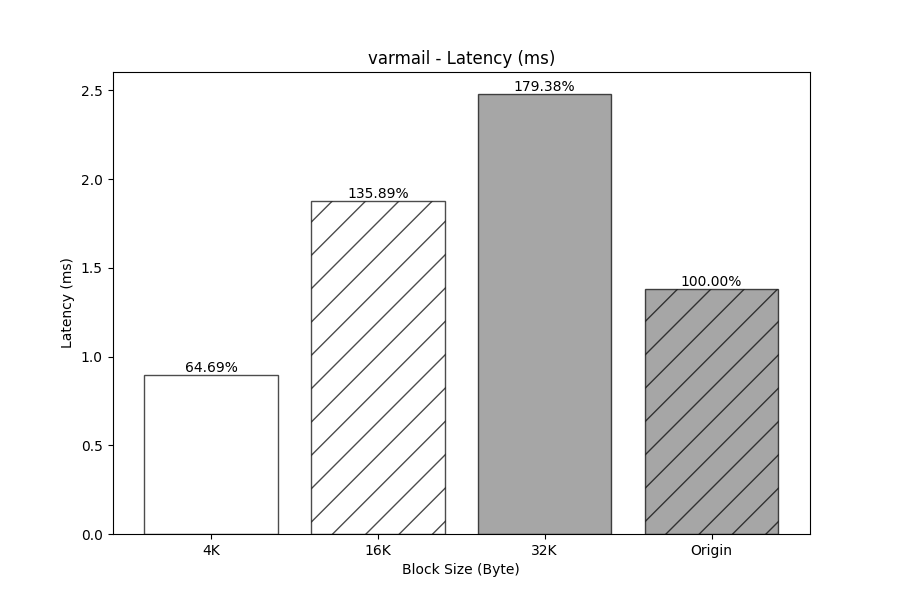 varmail - Latency (ms)
179.38%
135.89%
100.00%
64.69%
2.5
2.0
1.5
1.0
0.5
0.0
Latency (ms)
4K 16K 32K Origin
Block Size (Byte)